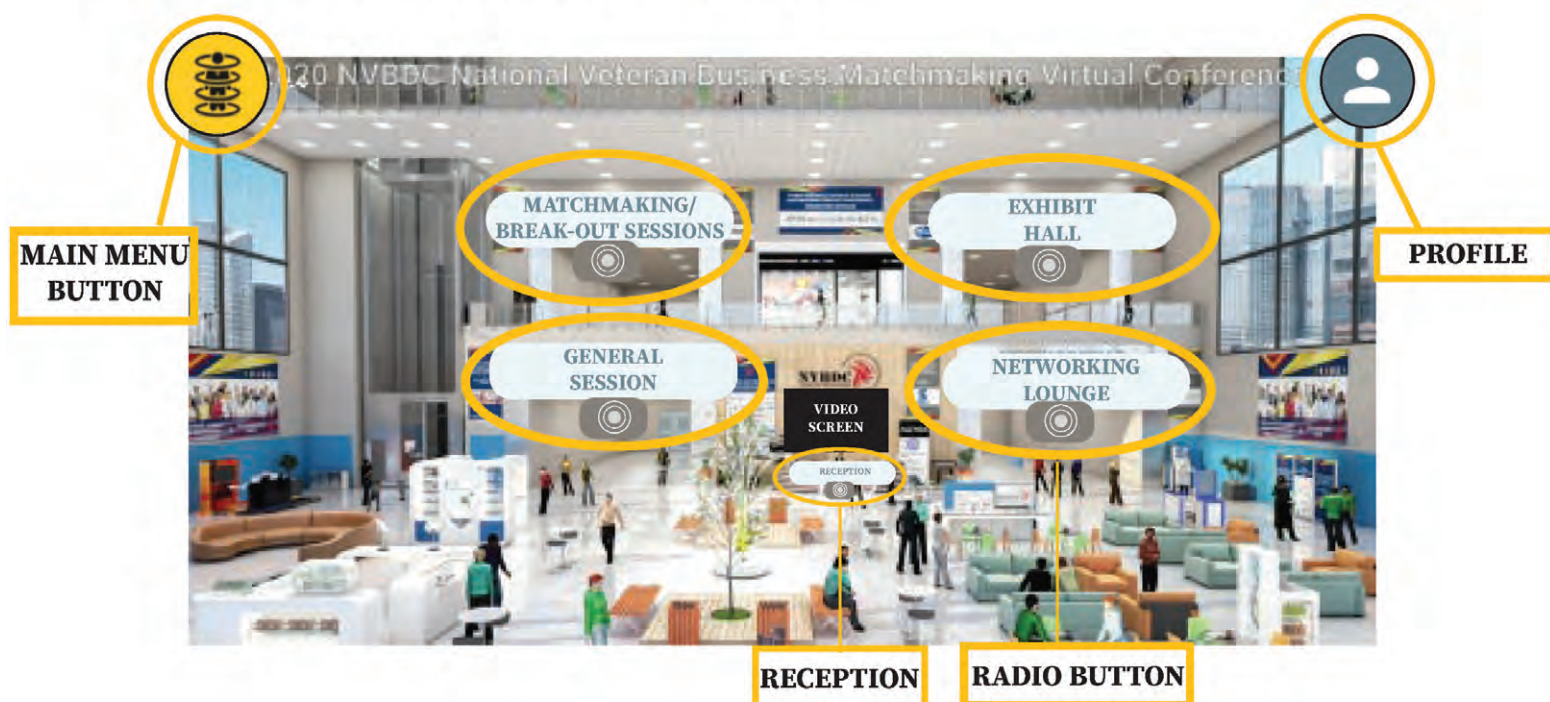 2020 NVBDC National Veteran Business Matchmaking Virtual Conference
MATCHMAKING/
BREAK-OUT SESSIONS
EXHIBIT
HALL
MAIN MENU
BUTTON
PROFILE
GENERAL
SESSION
NETWORKING
LOUNGE
NVBDC
VIDEO
SCREEN
RECEPTION
RECEPTION
RADIO BUTTON